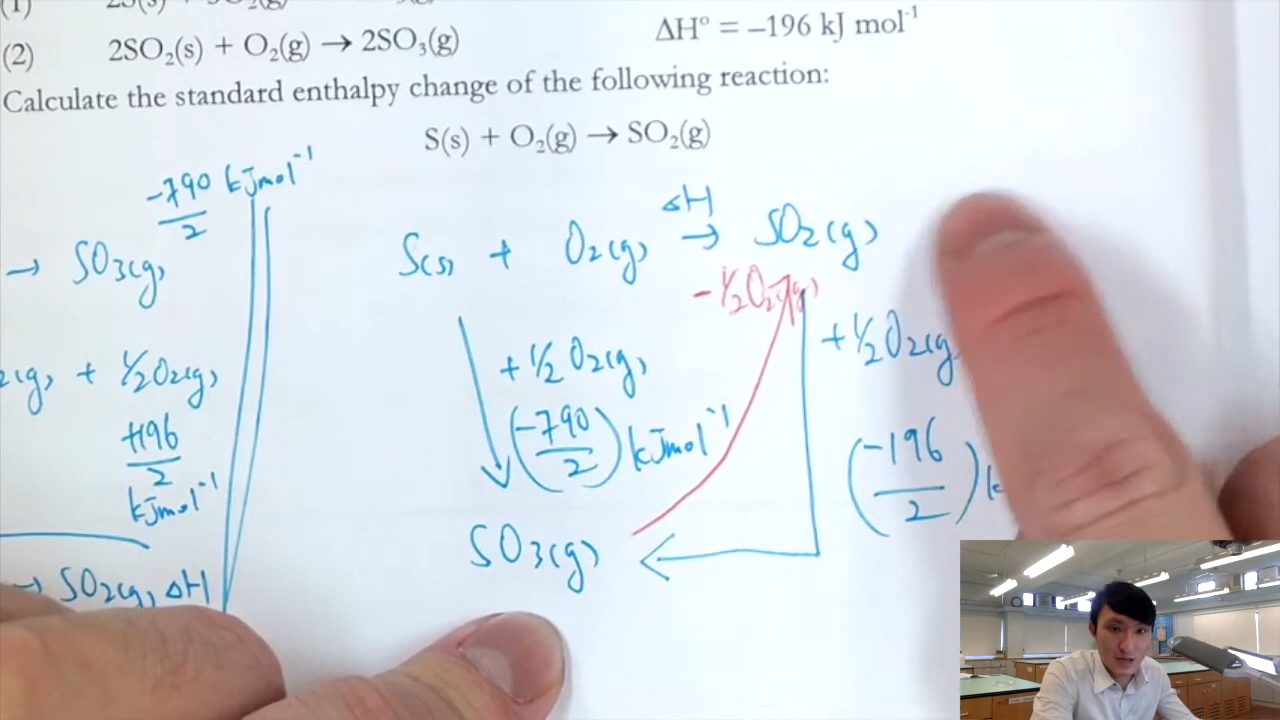 (1)
(2) 2SO₂(s) + O₂(g) → 2SO₃(g) ΔH° = –196 kJ mol⁻¹
Calculate the standard enthalpy change of the following reaction:
S(s) + O₂(g) → SO₂(g)
-790/2 kJmol⁻¹
→ SO₃(g)
+ ½O₂(g)
+196/2
kJmol⁻¹
→ SO₂(g) ΔH
S(s) + O₂(g) ΔH → SO₂(g)
-½O₂(g)
+½O₂(g) +½O₂(g
(-790/2) kJmol⁻¹ (-196/2)
SO₃(g)